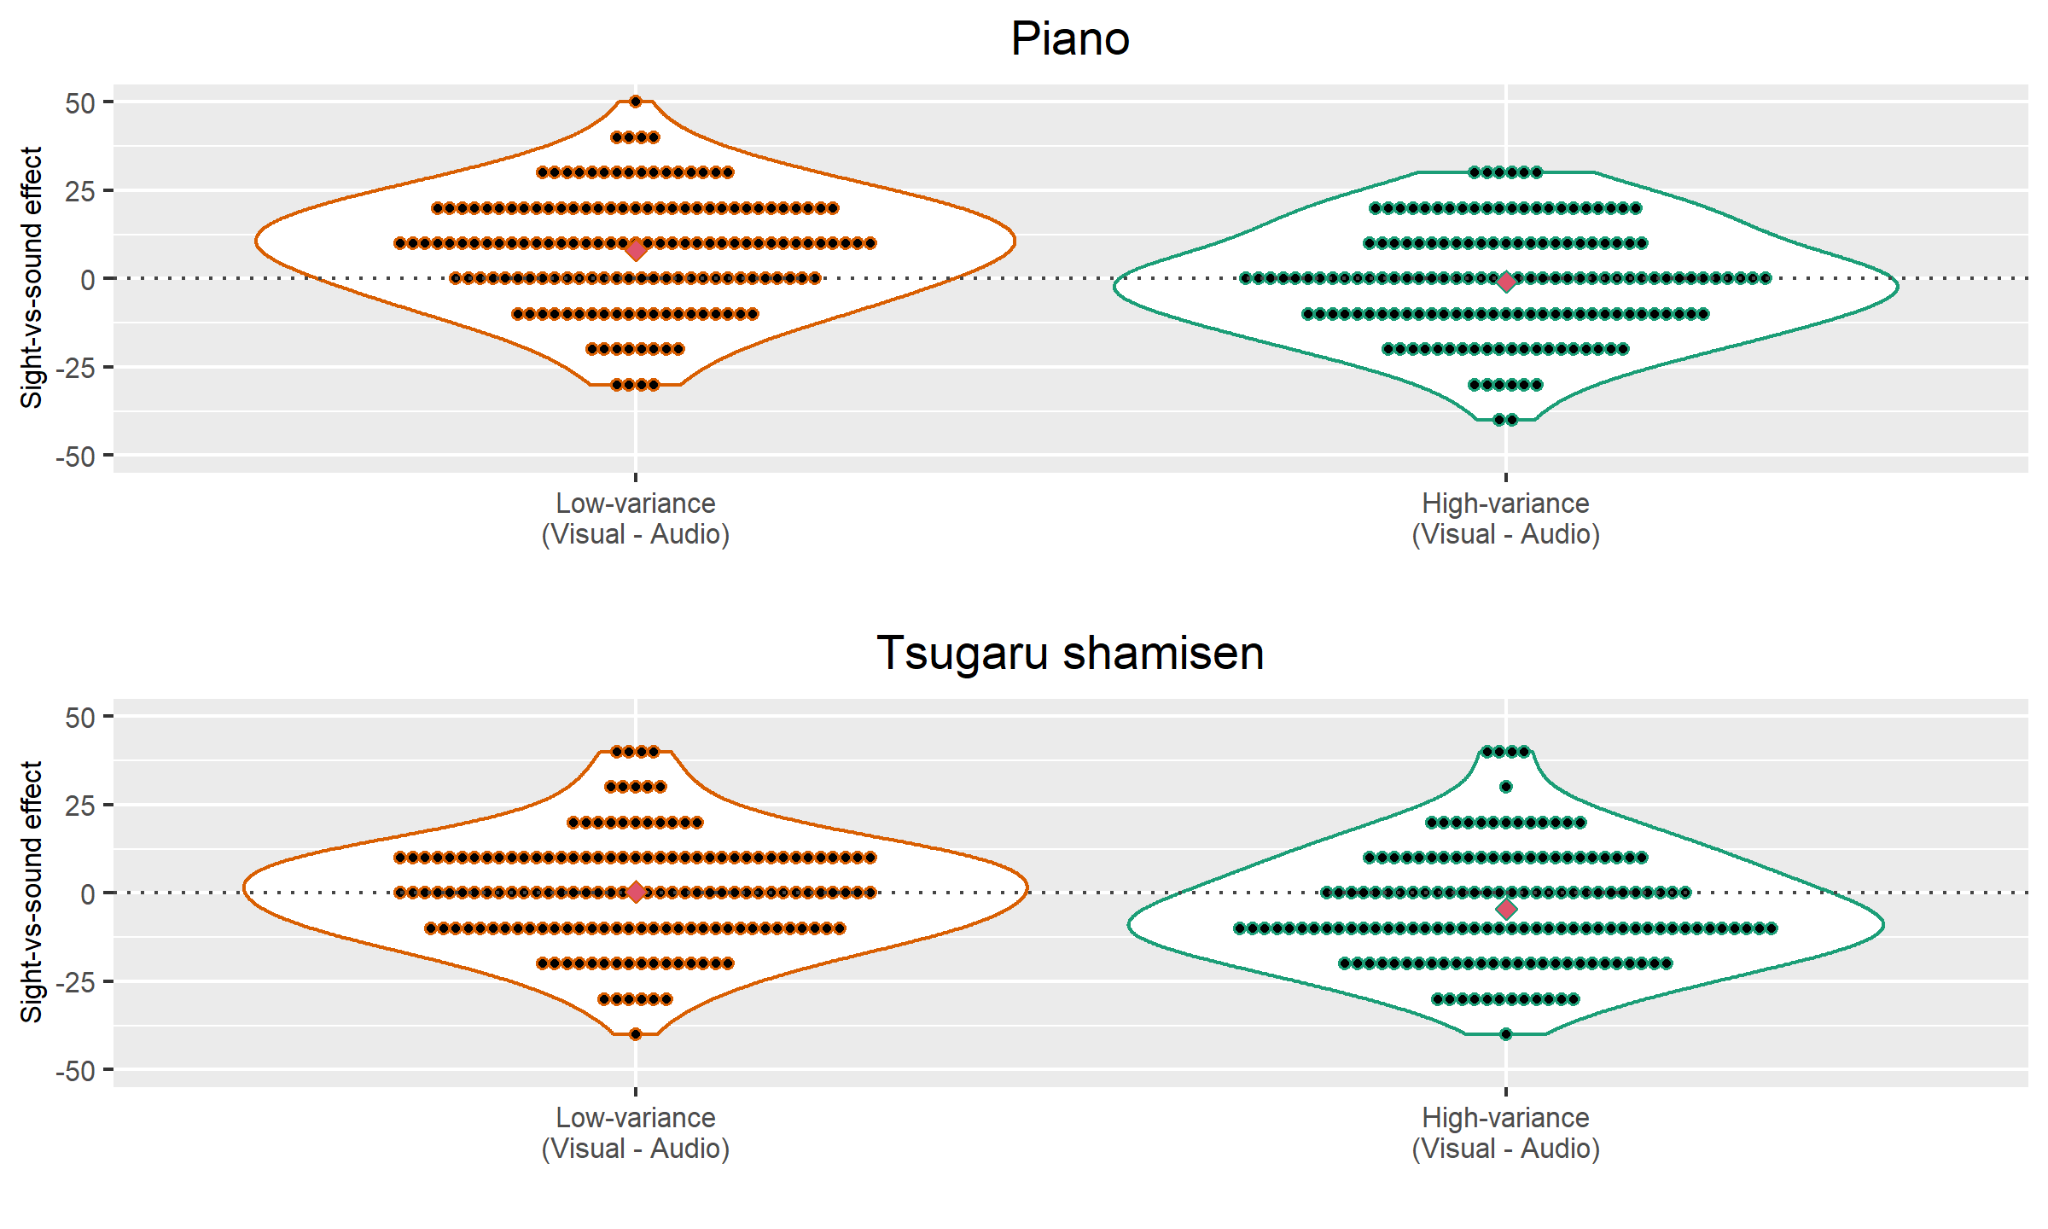 Piano
Sight-vs-sound effect
50
25
0
-25
-50
Low-variance
(Visual - Audio)
High-variance
(Visual - Audio)
Tsugaru shamisen
Sight-vs-sound effect
50
25
0
-25
-50
Low-variance
(Visual - Audio)
High-variance
(Visual - Audio)